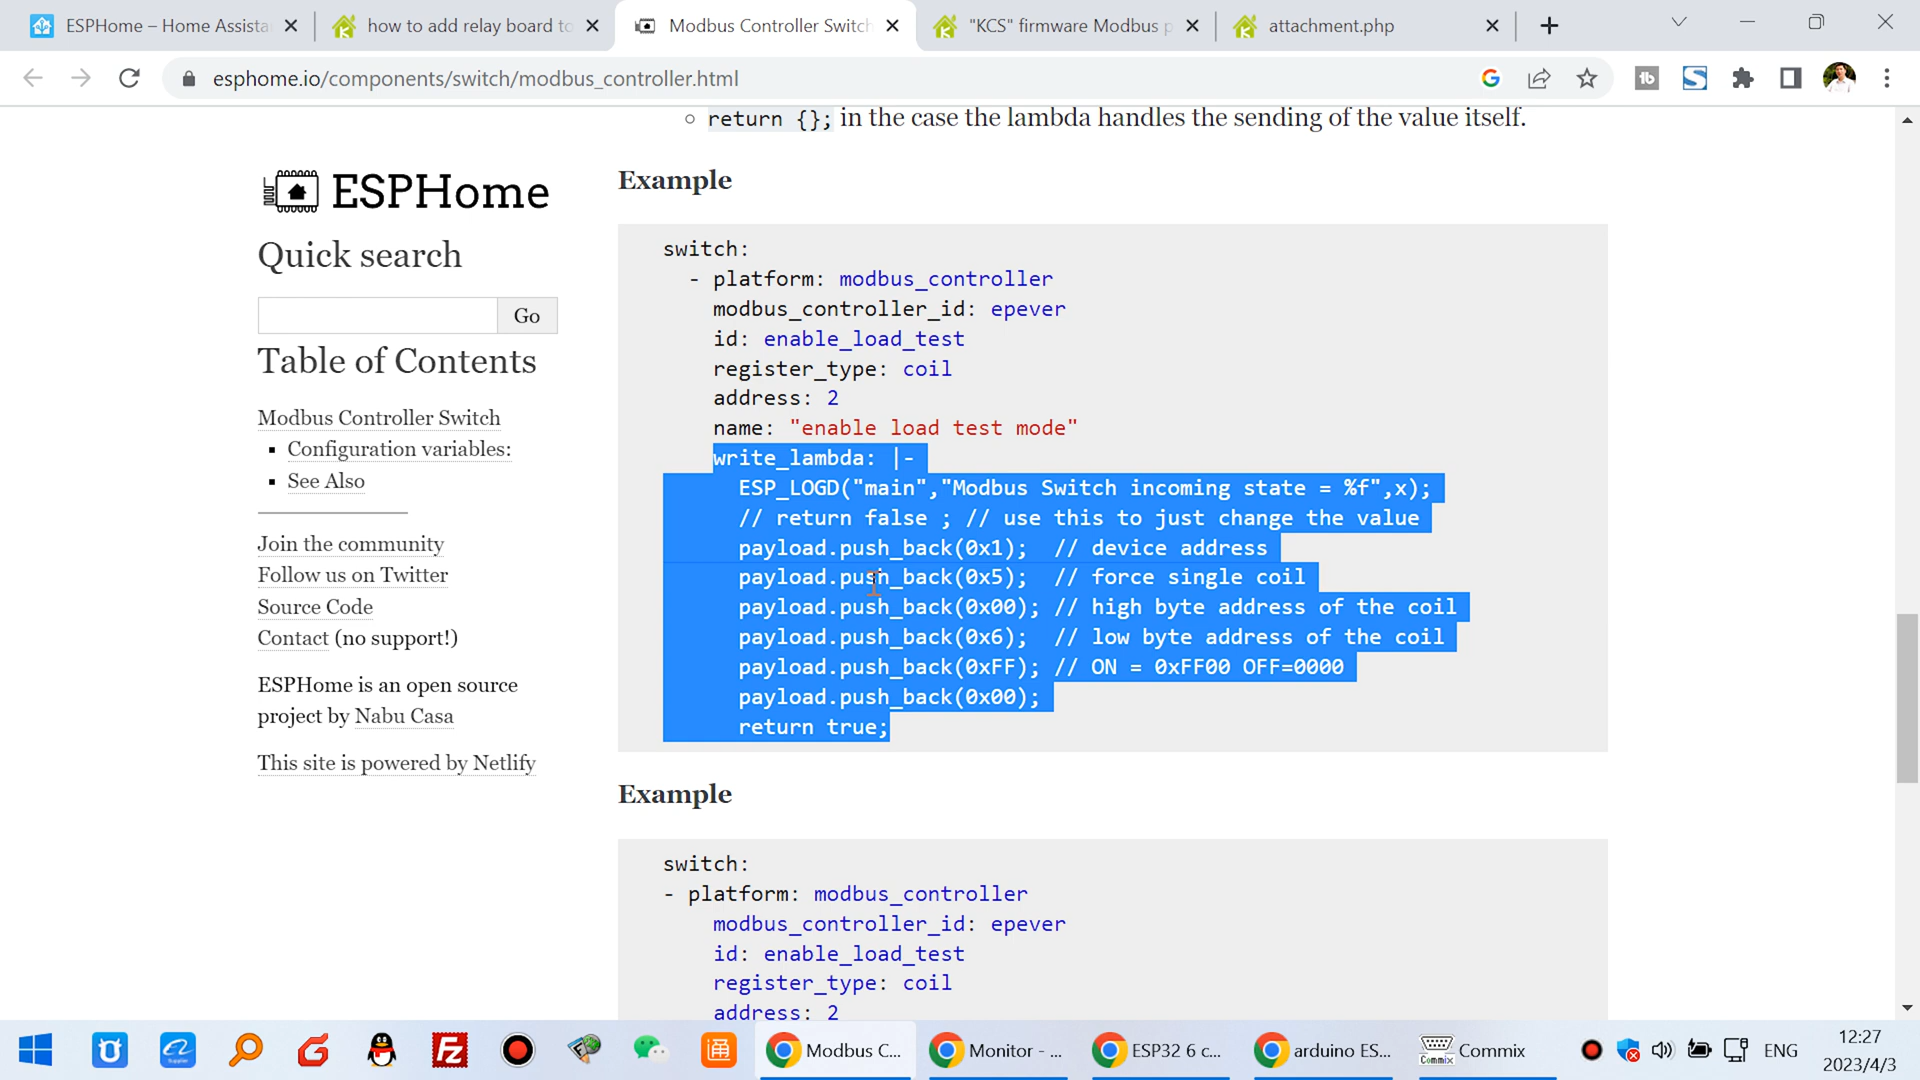 ESPHome – Home Assista
how to add relay board to
Modbus Controller Switch
"KCS" firmware Modbus p
attachment.php
esphome.io/components/switch/modbus_controller.html
return {}; in the case the lambda handles the sending of the value itself.
ESPHome
Quick search
Go
Table of Contents
Modbus Controller Switch
Configuration variables:
See Also
Join the community
Follow us on Twitter
Source Code
Contact (no support!)
ESPHome is an open source
project by Nabu Casa
This site is powered by Netlify
Example
switch:
- platform: modbus_controller
modbus_controller_id: epever
id: enable_load_test
register_type: coil
address: 2
name: "enable load test mode"
write_lambda: |-
ESP_LOGD("main","Modbus Switch incoming state = %f",x);
// return false ; // use this to just change the value
payload.push_back(0x1);  // device address
payload.push_back(0x5);  // force single coil
payload.push_back(0x00); // high byte address of the coil
payload.push_back(0x6);  // low byte address of the coil
payload.push_back(0xFF); // ON = 0xFF00 OFF=0000
payload.push_back(0x00);
return true;
Example
switch:
- platform: modbus_controller
modbus_controller_id: epever
id: enable_load_test
register_type: coil
address: 2
Modbus C...
Monitor - ...
ESP32 6 c...
arduino ES...
Commix
Commix
ENG
12:27
2023/4/3